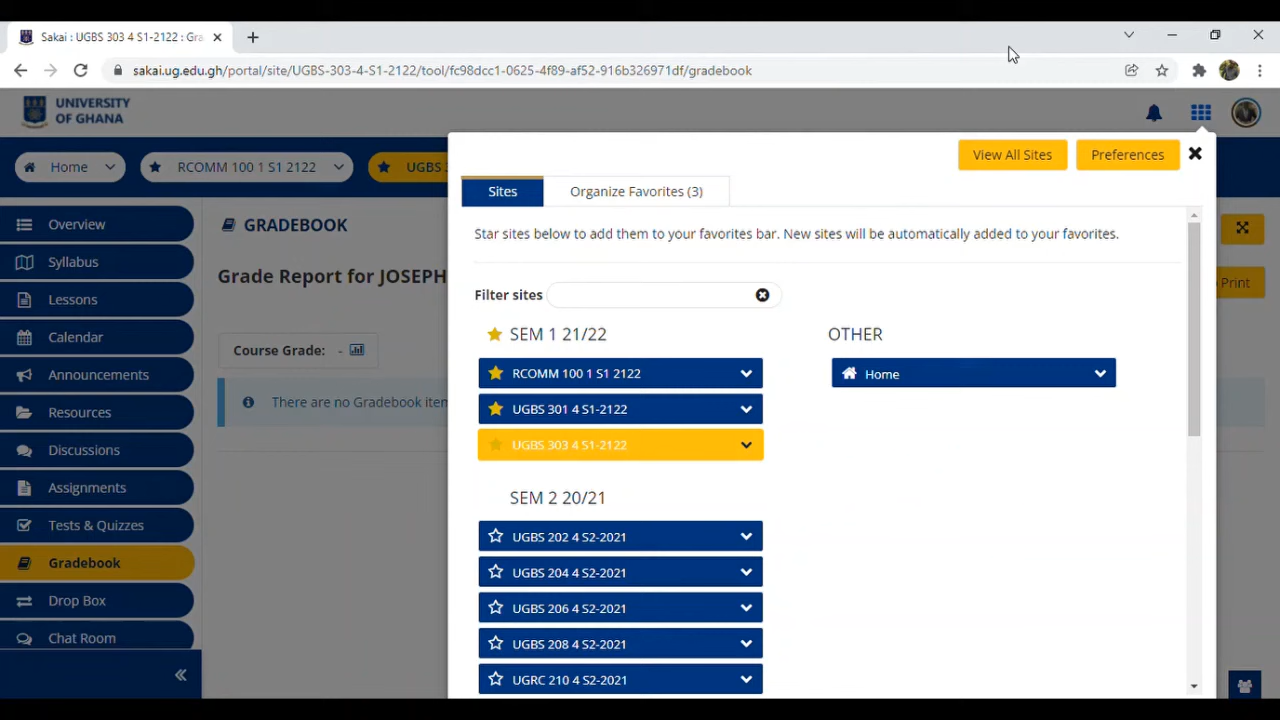 Sakai : UGBS 303 4 S1-2122 : Gra
sakai.ug.edu.gh/portal/site/UGBS-303-4-S1-2122/tool/fc98dcc1-0625-4f89-af52-916b326971df/gradebook
UNIVERSITY
OF GHANA
Home
RCOMM 100 1 S1 2122
UGBS 3
View All Sites
Preferences
Sites
Organize Favorites (3)
Star sites below to add them to your favorites bar. New sites will be automatically added to your favorites.
Filter sites
SEM 1 21/22
RCOMM 100 1 S1 2122
UGBS 301 4 S1-2122
UGBS 303 4 S1-2122
SEM 2 20/21
UGBS 202 4 S2-2021
UGBS 204 4 S2-2021
UGBS 206 4 S2-2021
UGBS 208 4 S2-2021
UGRC 210 4 S2-2021
OTHER
Home
Overview
Syllabus
Lessons
Calendar
Announcements
Resources
Discussions
Assignments
Tests & Quizzes
Gradebook
Drop Box
Chat Room
GRADEBOOK
Grade Report for JOSEPH
Print
Course Grade: -
There are no Gradebook iten